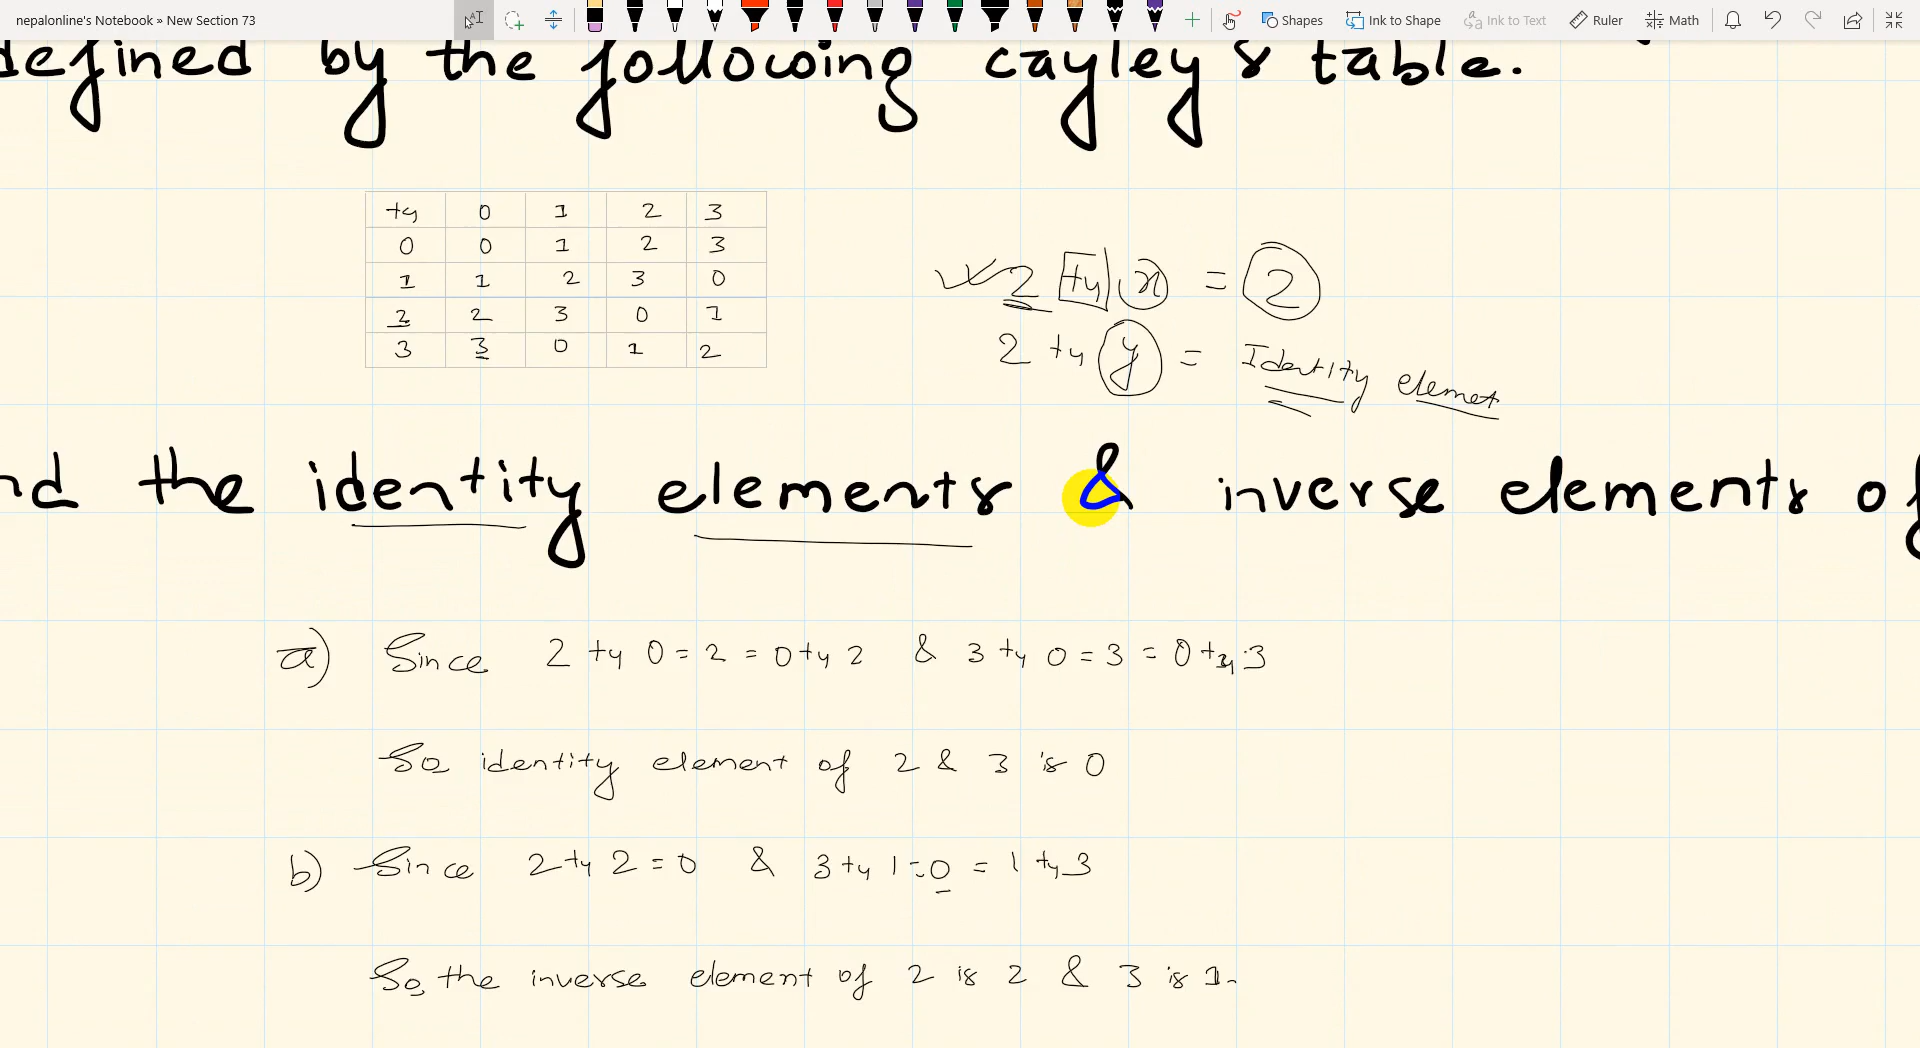 nepalonline's Notebook » New Section 73
Shapes Ink to Shape Ink to Text Ruler Math
defined by the following cayley's table.
+4 0 1 2 3
0 0 1 2 3
1 1 2 3 0
2 2 3 0 1
3 3 0 1 2
2 +4 x = 2
2 +4 y = Identity elemet
nd the identity elements & inverse elements of
a) Since 2 +4 0 = 2 = 0 +4 2 & 3 +4 0 = 3 = 0 +4 3
So identity element of 2 & 3 is 0
b) Since 2 +4 2 = 0 & 3 +4 1 = 0 = 1 +4 3
So, the inverse element of 2 is 2 & 3 is 1.